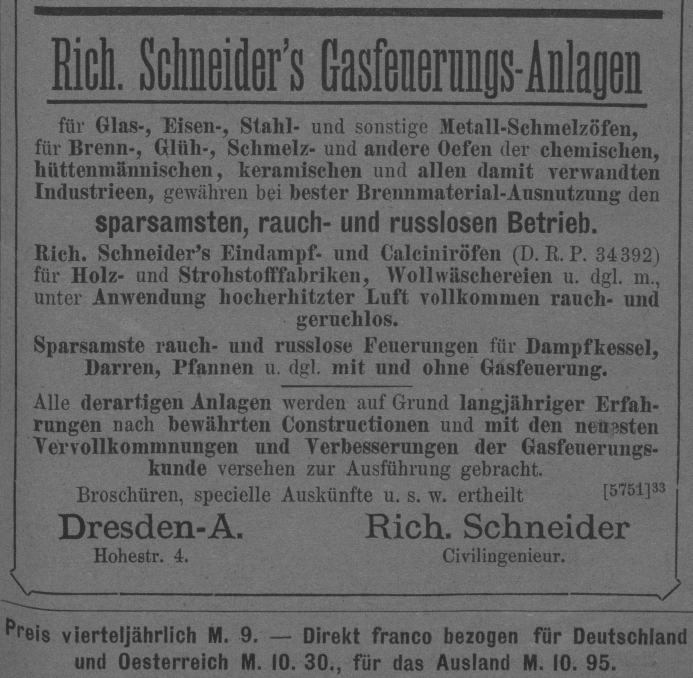 Rich. Schneider's Gasfeuerungs-Anlagen
für Glas-, Eisen-, Stahl- und sonstige Metall-Schmelzöfen,
für Brenn-, Glüh-, Schmelz- und andere Oefen der chemischen,
hüttenmännischen, keramischen und allen damit verwandten
Industrieen, gewähren bei bester Brennmaterial-Ausnutzung den
sparsamsten, rauch- und russlosen Betrieb.
Rich. Schneider's Eindampf- und Calciniröfen (D. R. P. 34392)
für Holz- und Strohstofffabriken, Wollwäschereien u. dgl. m.,
unter Anwendung hocherhitzter Luft vollkommen rauch- und
geruchlos.
Sparsamste rauch- und russlose Feuerungen für Dampfkessel,
Darren, Pfannen u. dgl. mit und ohne Gasfeuerung.
Alle derartigen Anlagen werden auf Grund langjähriger Erfah-
rungen nach bewährten Constructionen und mit den neuesten
Vervollkommnungen und Verbesserungen der Gasfeuerungs-
kunde versehen zur Ausführung gebracht.
Broschüren, specielle Auskünfte u. s. w. ertheilt [5751]33
Dresden-A. Rich. Schneider
Hohestr. 4. Civilingenieur.
Preis vierteljährlich M. 9. — Direkt franco bezogen für Deutschland
und Oesterreich M. 10. 30., für das Ausland M. 10. 95.